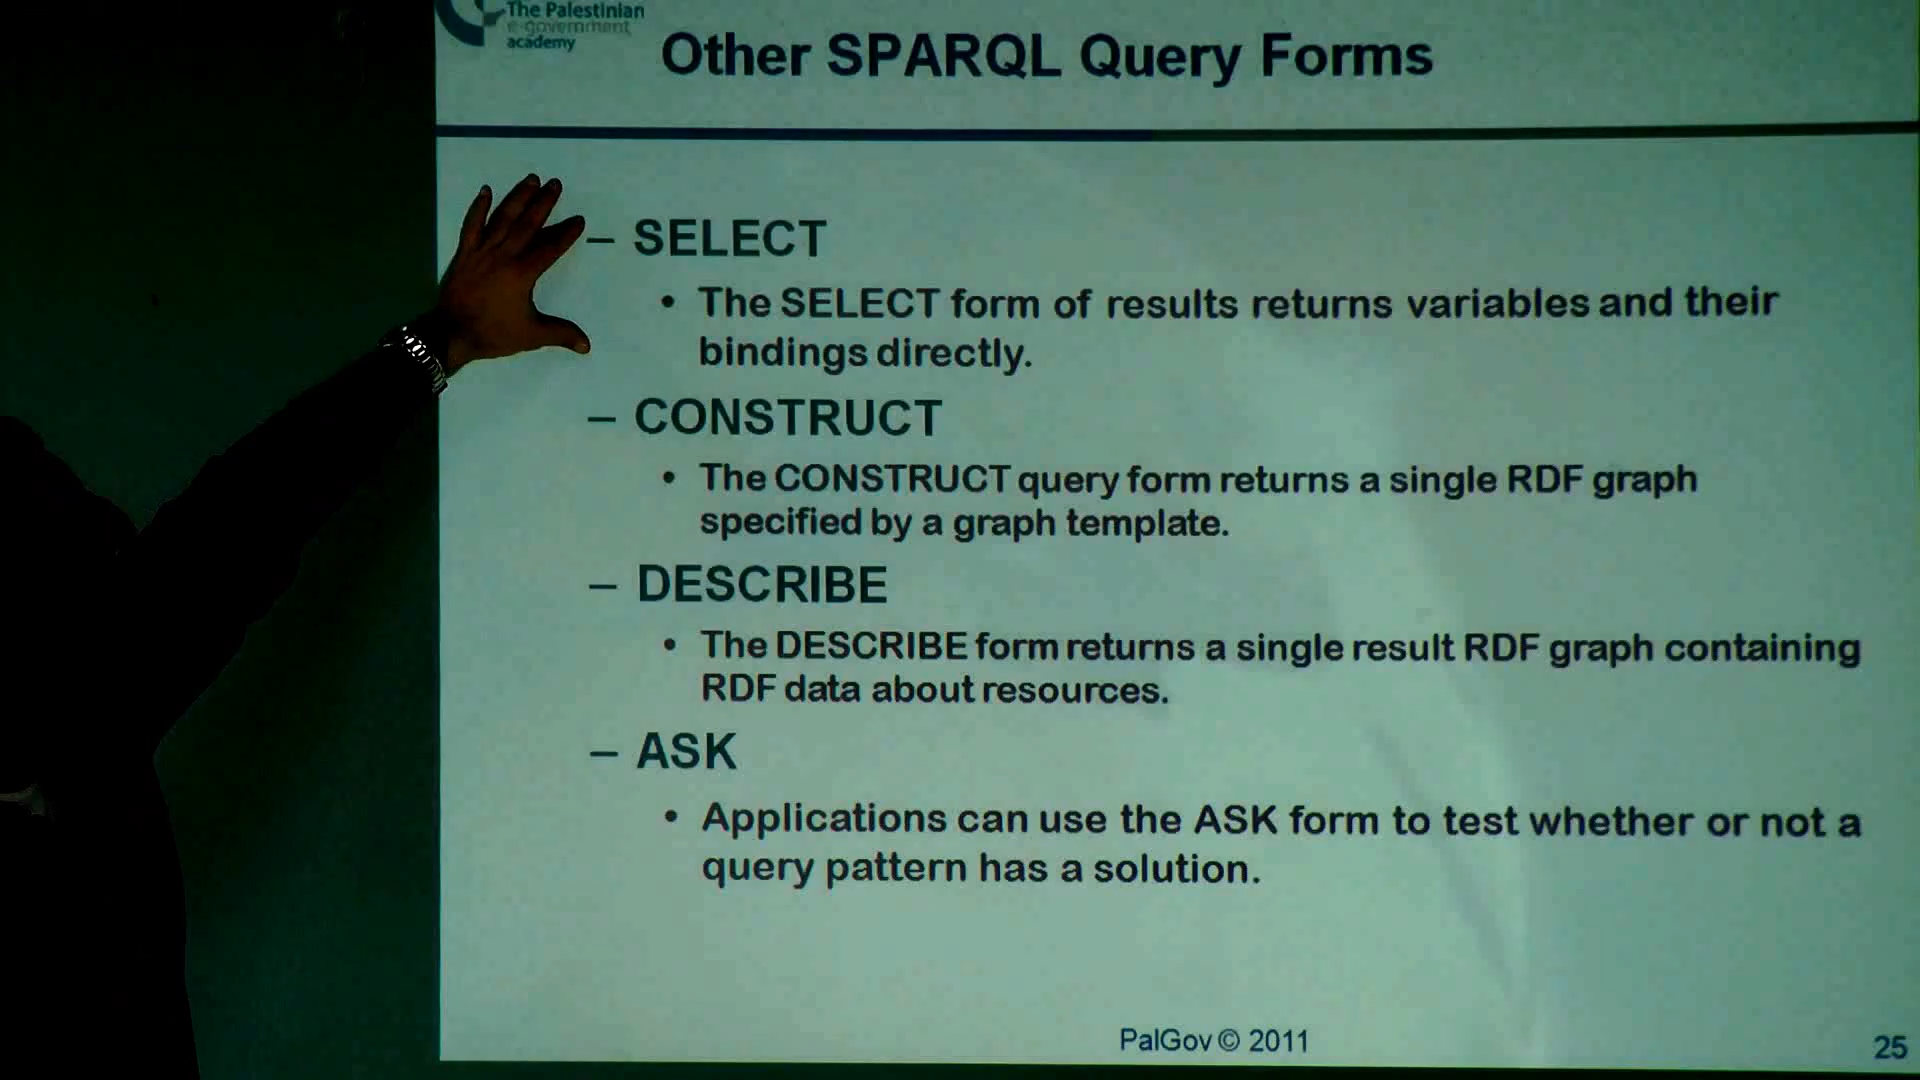 The Palestinian
e-government
academy
Other SPARQL Query Forms
– SELECT
• The SELECT form of results returns variables and their
bindings directly.
– CONSTRUCT
• The CONSTRUCT query form returns a single RDF graph
specified by a graph template.
– DESCRIBE
• The DESCRIBE form returns a single result RDF graph containing
RDF data about resources.
– ASK
• Applications can use the ASK form to test whether or not a
query pattern has a solution.
PalGov © 2011
25